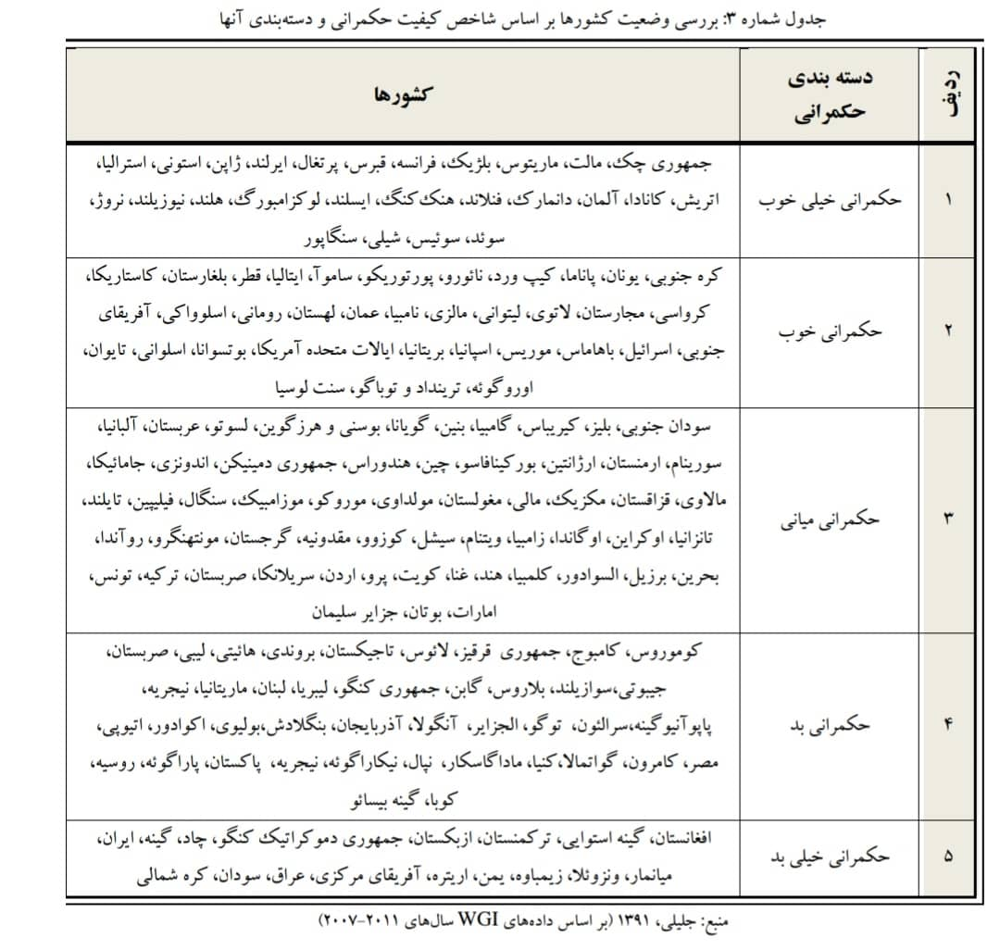 جدول شماره ۳: بررسی وضعیت کشورها بر اساس شاخص کیفیت حکمرانی و دسته‌بندی آنها
ردیف
دسته بندی
حکمرانی
کشورها
۱
حکمرانی خیلی خوب
جمهوری چک، مالت، ماریتوس، بلژیک، فرانسه، قبرس، پرتغال، ایرلند، ژاپن، استونی، استرالیا،
اتریش، کانادا، آلمان، دانمارک، فنلاند، هنک‌کنگ، ایسلند، لوکزامبورگ، هلند، نیوزیلند، نروژ،
سوئد، سوئیس، شیلی، سنگاپور
۲
حکمرانی خوب
کره جنوبی، یونان، پاناما، کیپ ورد، نائورو، پورتوریکو، ساموآ، ایتالیا، قطر، بلغارستان، کاستاریکا،
کرواسی، مجارستان، لاتوی، لیتوانی، مالزی، نامبیا، عمان، لهستان، رومانی، اسلوواکی، آفریقای
جنوبی، اسرائیل، باهاماس، موریس، اسپانیا، بریتانیا، ایالات متحده آمریکا، بوتسوانا، اسلوانی، تایوان،
اوروگوئه، ترینداد و توباگو، سنت لوسیا
۳
حکمرانی میانی
سودان جنوبی، بلیز، کیریباس، گامبیا، بنین، گویانا، بوسنی و هرزگوین، لسوتو، عربستان، آلبانیا،
سورینام، ارمنستان، ارژانتین، بورکینافاسو، چین، هندوراس، جمهوری دمینیکن، اندونزی، جامائیکا،
مالاوی، قزاقستان، مکزیک، مالی، مغولستان، مولداوی، موروکو، موزامبیک، سنگال، فیلیپین، تایلند،
تانزانیا، اوکراین، اوگاندا، زامبیا، ویتنام، سیشل، کوزوو، مقدونیه، گرجستان، مونتهنگرو، روآندا،
بحرین، برزیل، السوادور، کلمبیا، هند، غنا، کویت، پرو، اردن، سریلانکا، صربستان، ترکیه، تونس،
امارات، بوتان، جزایر سلیمان
۴
حکمرانی بد
کوموروس، کامبوج، جمهوری قرقیز، لائوس، تاجیکستان، بروندی، هائیتی، لیبی، صربستان،
جیبوتی،سوازیلند، بلاروس، گابن، جمهوری کنگو، لیبریا، لبنان، ماریتانیا، نیجریه،
پاپوآنیوگینه،سرالئون، توگو، الجزایر، آنگولا، آذربایجان، بنگلادش،بولیوی، اکوادور، اتیوپی،
مصر، کامرون، گواتمالا،کنیا، ماداگاسکار، نپال، نیکاراگوئه، نیجریه، پاکستان، پاراگوئه، روسیه،
کوبا، گینه بیسائو
۵
حکمرانی خیلی بد
افغانستان، گینه استوایی، ترکمنستان، ازبکستان، جمهوری دموکراتیک کنگو، چاد، گینه، ایران،
میانمار، ونزوئلا، زیمباوه، یمن، اریتره، آفریقای مرکزی، عراق، سودان، کره شمالی
منبع: جلیلی، ۱۳۹۱ (بر اساس داده‌های WGI سال‌های ۲۰۱۱-۲۰۰۷)